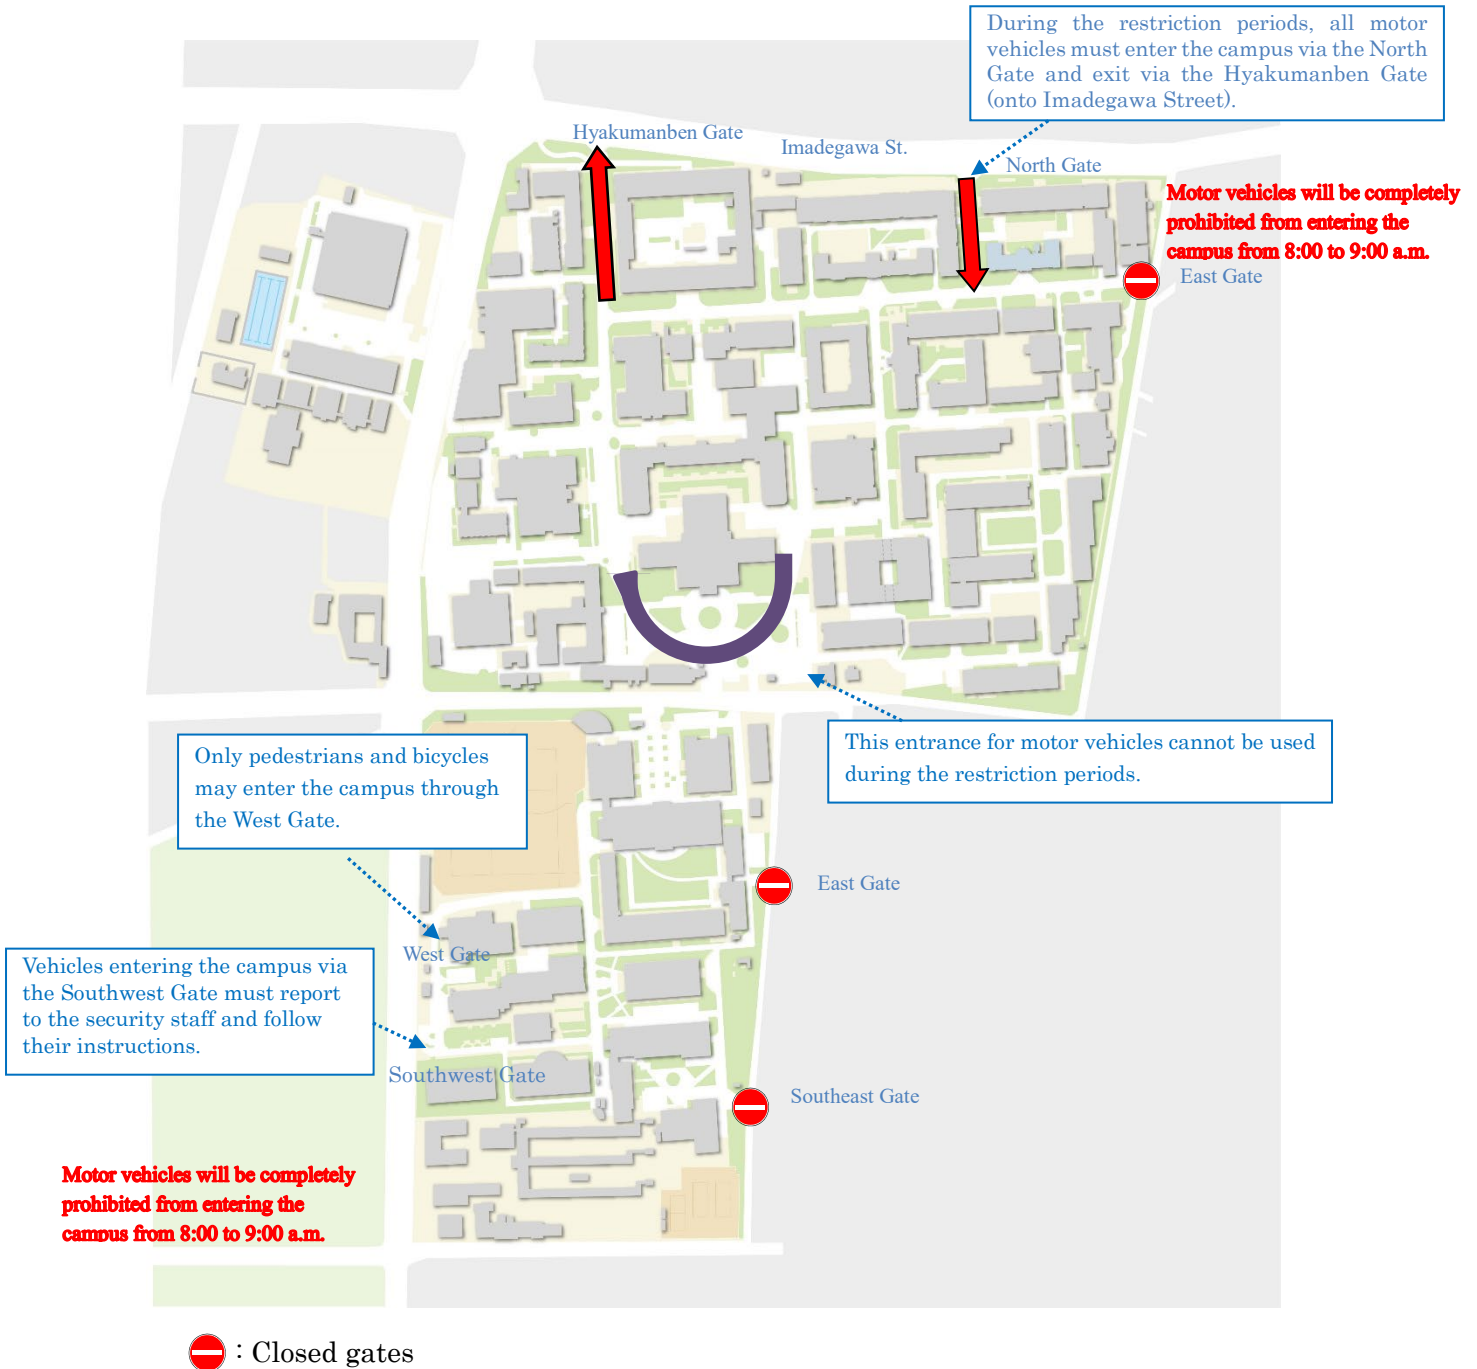 During the restriction periods, all motor
vehicles must enter the campus via the North
Gate and exit via the Hyakumanben Gate
(onto Imadegawa Street).
Hyakumanben Gate
Imadegawa St.
North Gate
Motor vehicles will be completely
prohibited from entering the
campus from 8:00 to 9:00 a.m.
East Gate
This entrance for motor vehicles cannot be used
during the restriction periods.
Only pedestrians and bicycles
may enter the campus through
the West Gate.
East Gate
West Gate
Vehicles entering the campus via
the Southwest Gate must report
to the security staff and follow
their instructions.
Southwest Gate
Southeast Gate
Motor vehicles will be completely
prohibited from entering the
campus from 8:00 to 9:00 a.m.
: Closed gates